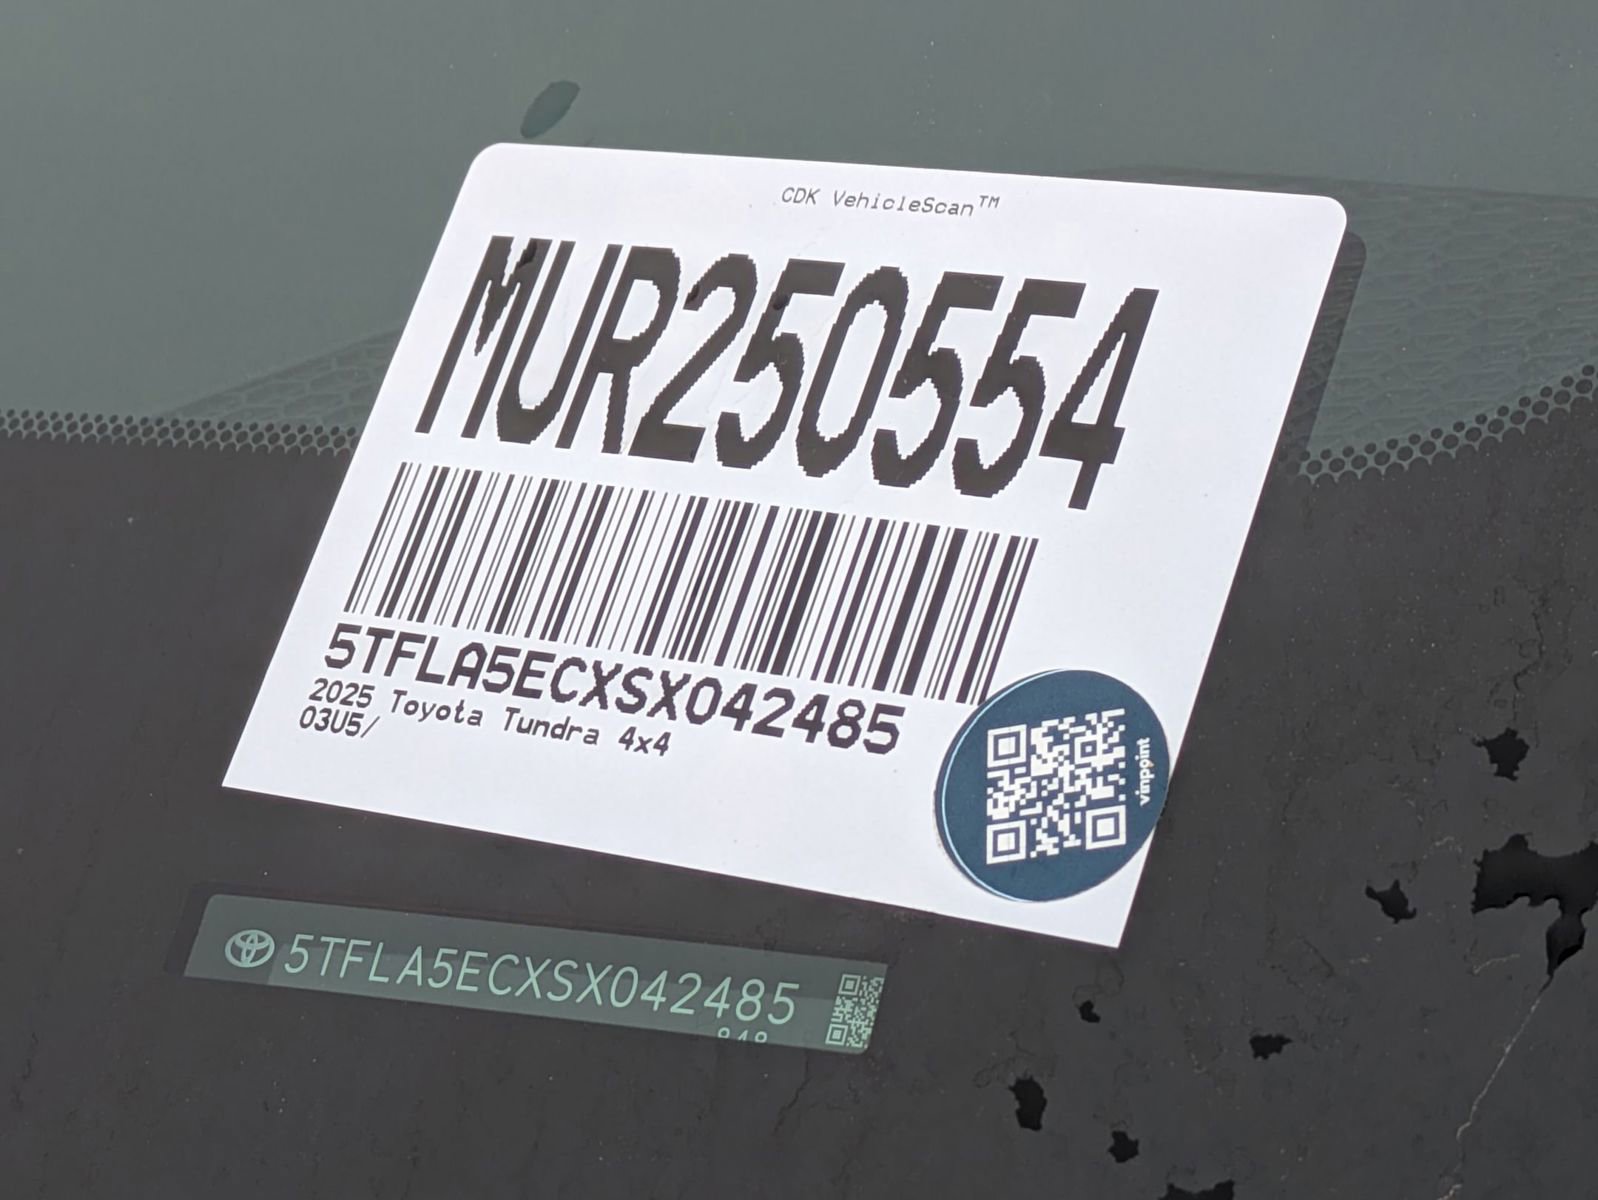 CDK VehicleScan™
MUR250554
5TFLA5ECXSX042485
2025 Toyota Tundra 4x4
03U5/
vinpoint
5TFLA5ECXSX042485